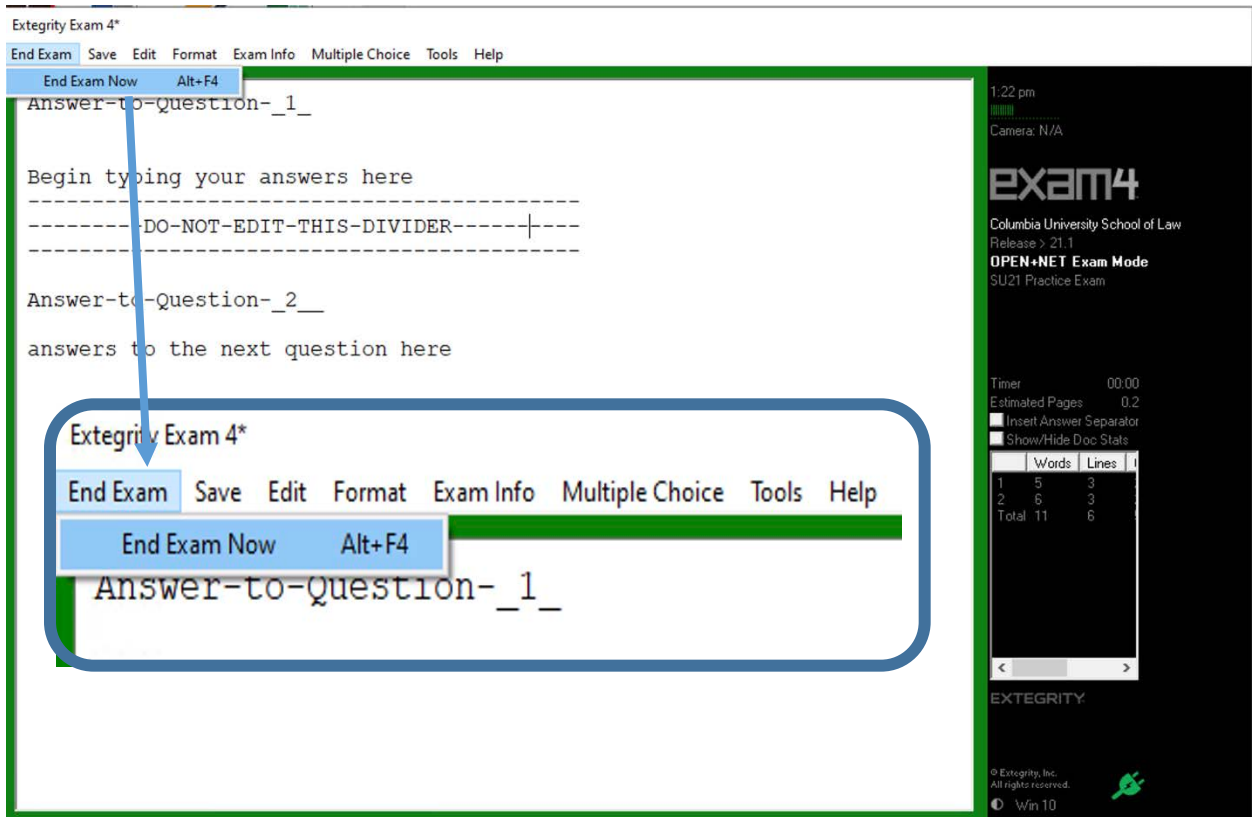 Extegrity Exam 4*
End Exam Save Edit Format Exam Info Multiple Choice Tools Help
End Exam Now Alt+F4
Answer-to-Question-_1_
Begin typing your answers here
--------------------------------------------
---------DO-NOT-EDIT-THIS-DIVIDER------|----
--------------------------------------------
Answer-to-Question-_2__
answers to the next question here
Extegrity Exam 4*
End Exam Save Edit Format Exam Info Multiple Choice Tools Help
End Exam Now Alt+F4
Answer-to-Question-_1_
1:22 pm
Camera: N/A
exam4
Columbia University School of Law
Release > 21.1
OPEN+NET Exam Mode
SU21 Practice Exam
Timer 00:00
Estimated Pages 0.2
Insert Answer Separator
Show/Hide Doc Stats
Words Lines
1 5 3
2 6 3
Total 11 6
EXTEGRITY
© Extegrity, Inc.
All rights reserved.
Win 10